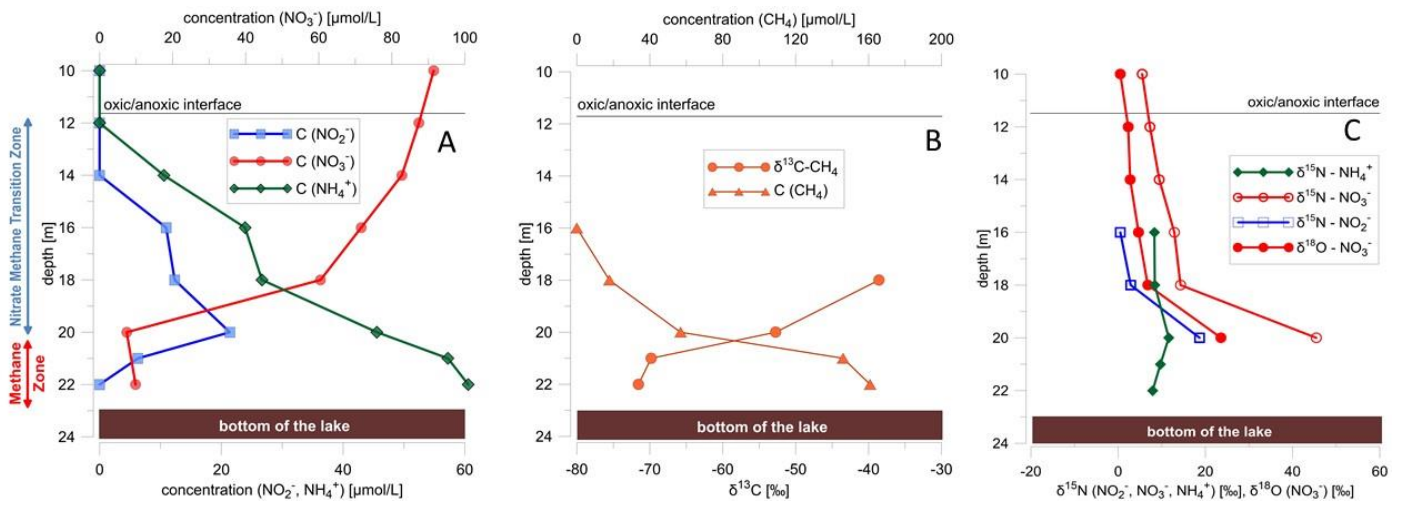 concentration (NO₃⁻) [µmol/L]
0 20 40 60 80 100
10
12
14
16
18
20
22
24
depth [m]
Nitrate Methane Transition Zone
Methane
Zone
oxic/anoxic interface
A
C (NO₂⁻)
C (NO₃⁻)
C (NH₄⁺)
bottom of the lake
0 20 40 60
concentration (NO₂⁻, NH₄⁺) [µmol/L]
concentration (CH₄) [µmol/L]
0 40 80 120 160 200
10
12
14
16
18
20
22
24
depth [m]
oxic/anoxic interface
B
δ¹³C-CH₄
C (CH₄)
bottom of the lake
-80 -70 -60 -50 -40 -30
δ¹³C [‰]
10
12
14
16
18
20
22
24
depth [m]
oxic/anoxic interface
C
δ¹⁵N - NH₄⁺
δ¹⁵N - NO₃⁻
δ¹⁵N - NO₂⁻
δ¹⁸O - NO₃⁻
bottom of the lake
-20 0 20 40 60
δ¹⁵N (NO₂⁻, NO₃⁻, NH₄⁺) [‰], δ¹⁸O (NO₃⁻) [‰]